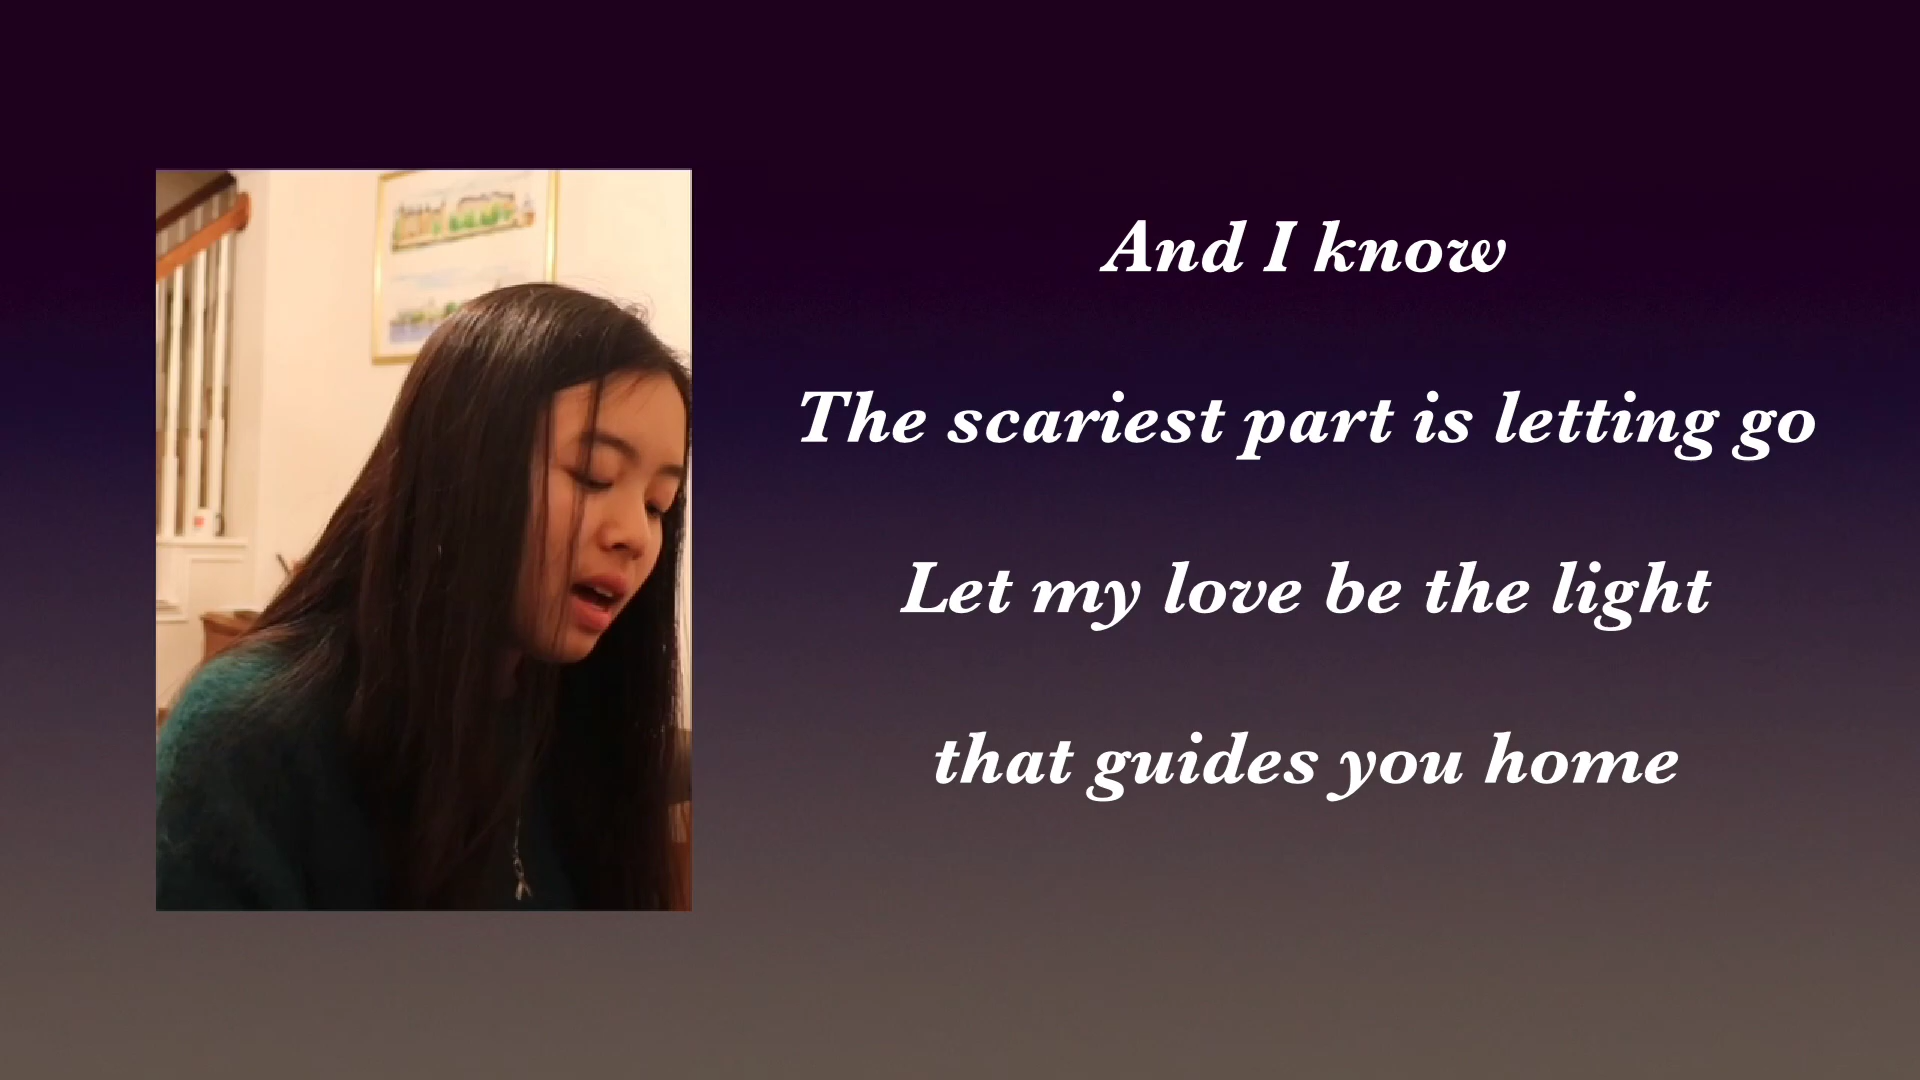 And I know
The scariest part is letting go
Let my love be the light
that guides you home